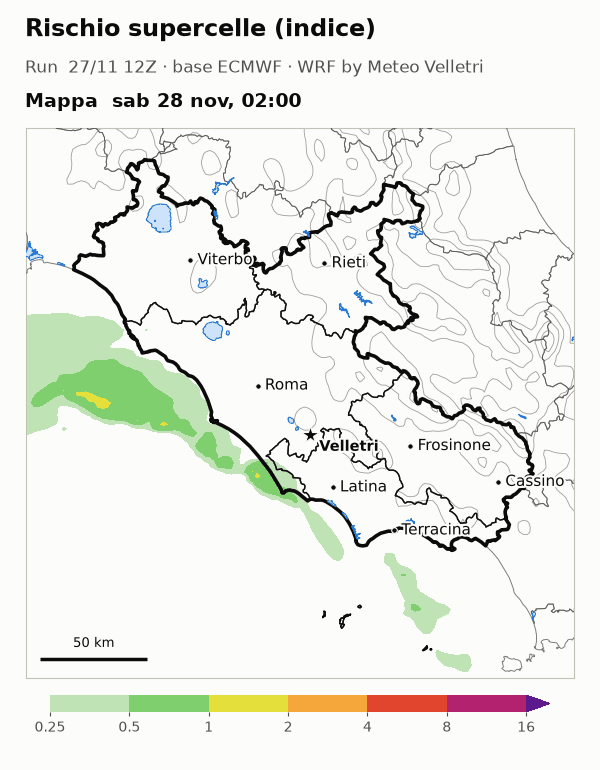 Rischio supercelle (indice)
Run 27/11 12Z · base ECMWF · WRF by Meteo Velletri
Mappa sab 28 nov, 02:00
Viterbo
Rieti
Roma
Velletri
Frosinone
Cassino
Latina
Terracina
50 km
0.25 0.5 1 2 4 8 16